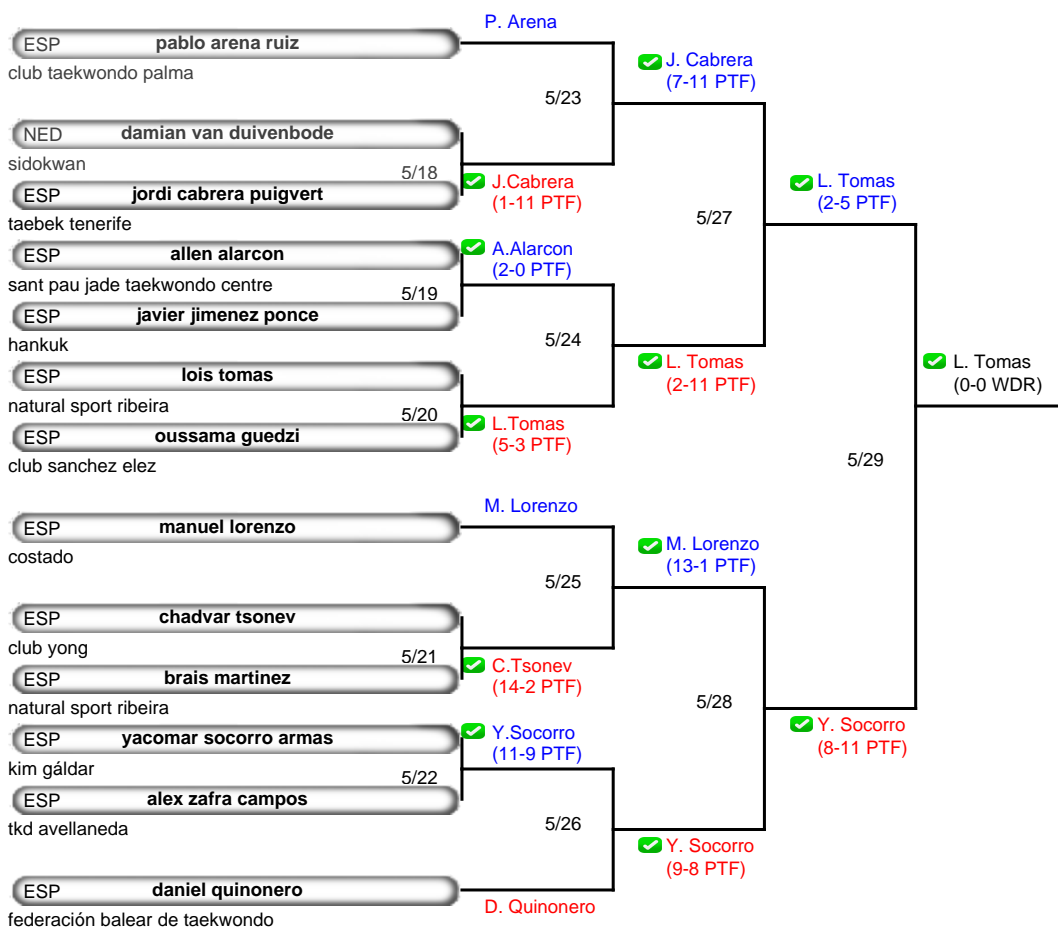 P. Arena
ESP pablo arena ruiz
club taekwondo palma
J. Cabrera
(7-11 PTF)
5/23
NED damian van duivenbode
sidokwan
5/18
J.Cabrera
(1-11 PTF)
ESP jordi cabrera puigvert
taebek tenerife
L. Tomas
(2-5 PTF)
5/27
ESP allen alarcon
sant pau jade taekwondo centre
A.Alarcon
(2-0 PTF)
5/19
ESP javier jimenez ponce
hankuk
5/24
L. Tomas
(2-11 PTF)
L. Tomas
(0-0 WDR)
ESP lois tomas
natural sport ribeira
5/20
L.Tomas
(5-3 PTF)
ESP oussama guedzi
club sanchez elez
5/29
M. Lorenzo
ESP manuel lorenzo
costado
M. Lorenzo
(13-1 PTF)
5/25
ESP chadvar tsonev
club yong
5/21
C.Tsonev
(14-2 PTF)
ESP brais martinez
natural sport ribeira
5/28
Y. Socorro
(8-11 PTF)
ESP yacomar socorro armas
kim gáldar
Y.Socorro
(11-9 PTF)
5/22
ESP alex zafra campos
tkd avellaneda
5/26
Y. Socorro
(9-8 PTF)
ESP daniel quinonero
federación balear de taekwondo
D. Quinonero